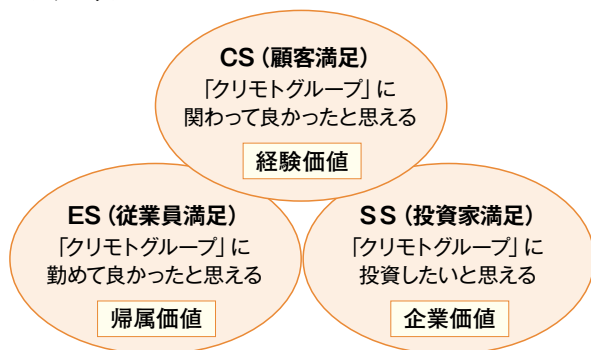 CS（顧客満足）
「クリモトグループ」に
関わって良かったと思える
経験価値
ES（従業員満足）
「クリモトグループ」に
勤めて良かったと思える
帰属価値
SS（投資家満足）
「クリモトグループ」に
投資したいと思える
企業価値